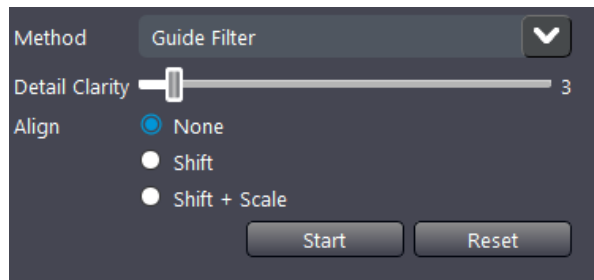 Method Guide Filter
Detail Clarity 3
Align None
Shift
Shift + Scale
Start Reset